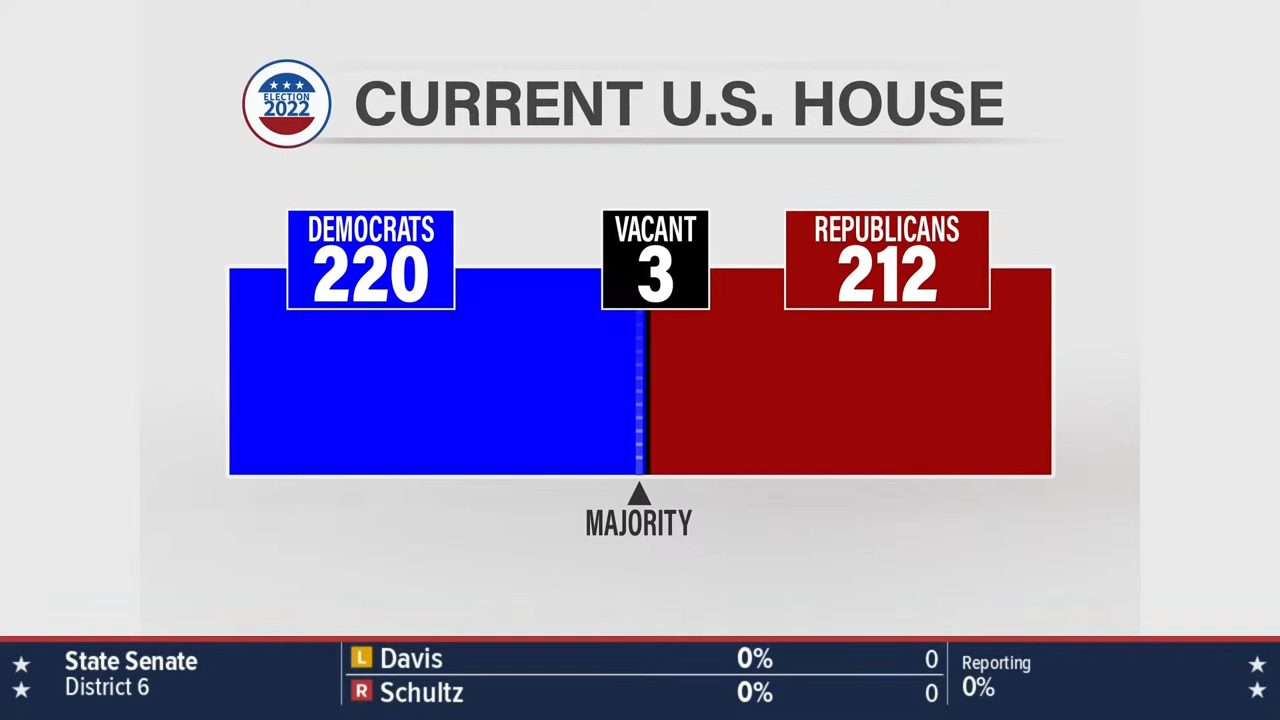 ELECTION
2022
CURRENT U.S. HOUSE
DEMOCRATS
220
VACANT
3
REPUBLICANS
212
MAJORITY
State Senate
District 6
L Davis 0% 0
R Schultz 0% 0
Reporting
0%